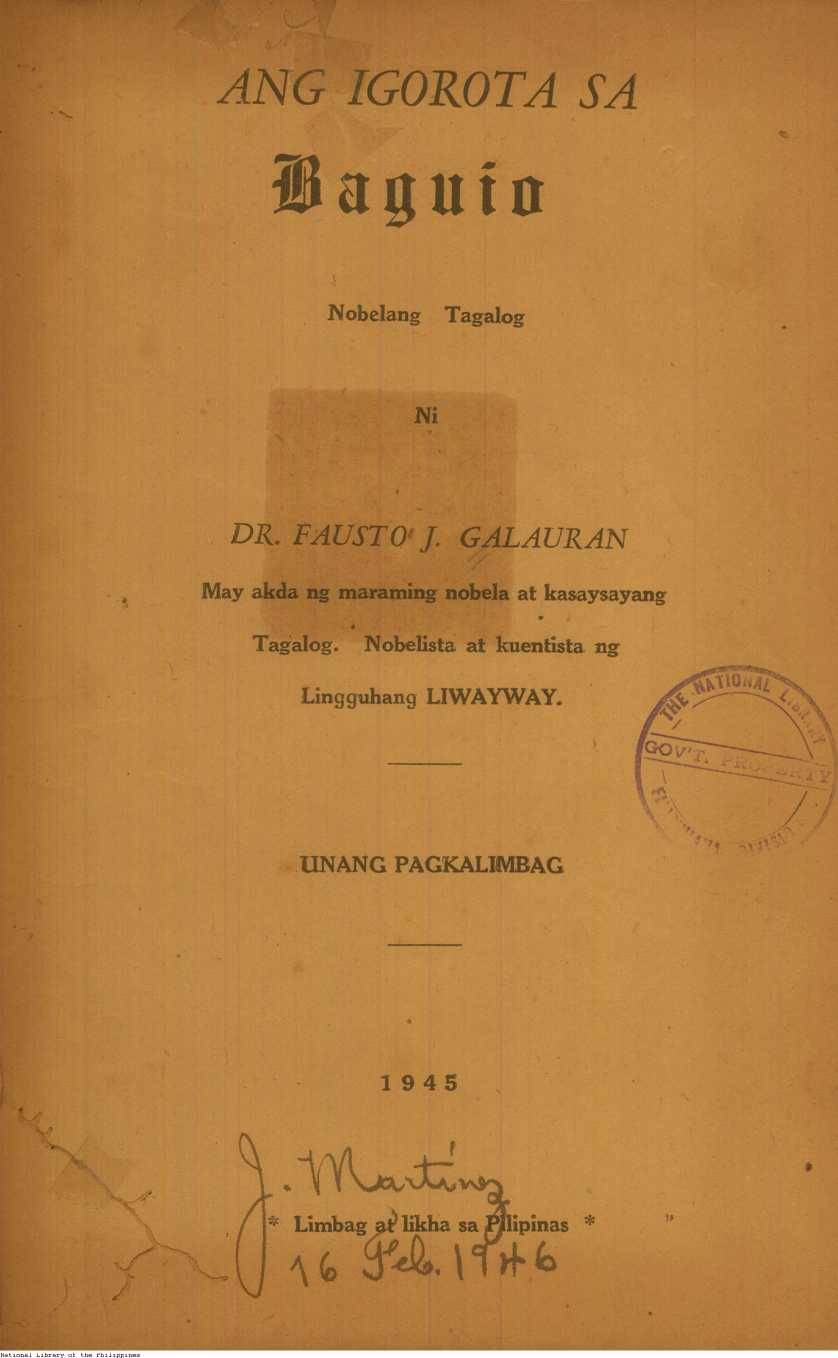 ANG IGOROTA SA
Baguio
Nobelang Tagalog
Ni
DR. FAUSTO J. GALAURAN
May akda ng maraming nobela at kasaysayang
Tagalog. Nobelista at kuentista ng
Lingguhang LIWAYWAY.
THE NATIONAL LIBRARY
GOV'T. PROPERTY
UNANG PAGKALIMBAG
1945
J. Martínez
* Limbag at likha sa Pilipinas *
16 Feb. 1946
National Library of the Philippines